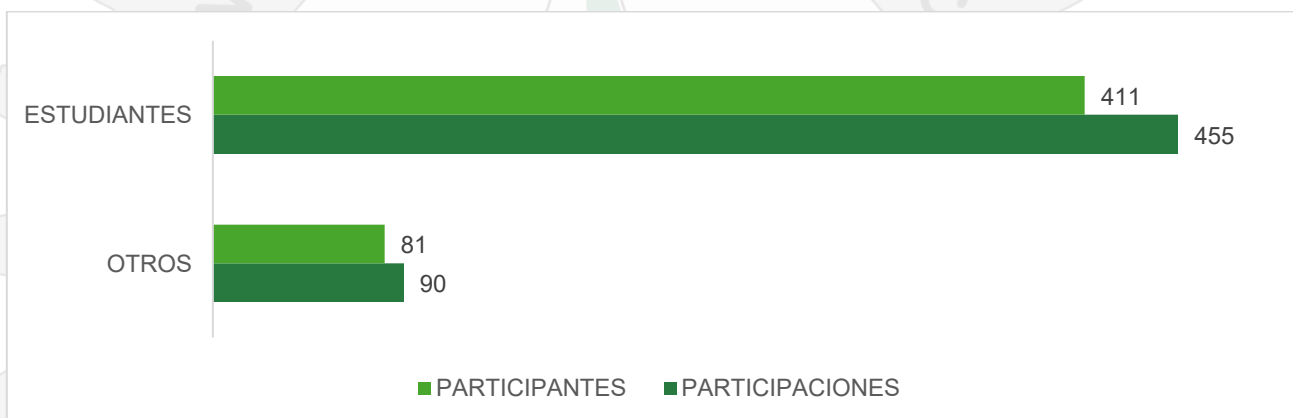 ESTUDIANTES
411
455
OTROS
81
90
PARTICIPANTES PARTICIPACIONES